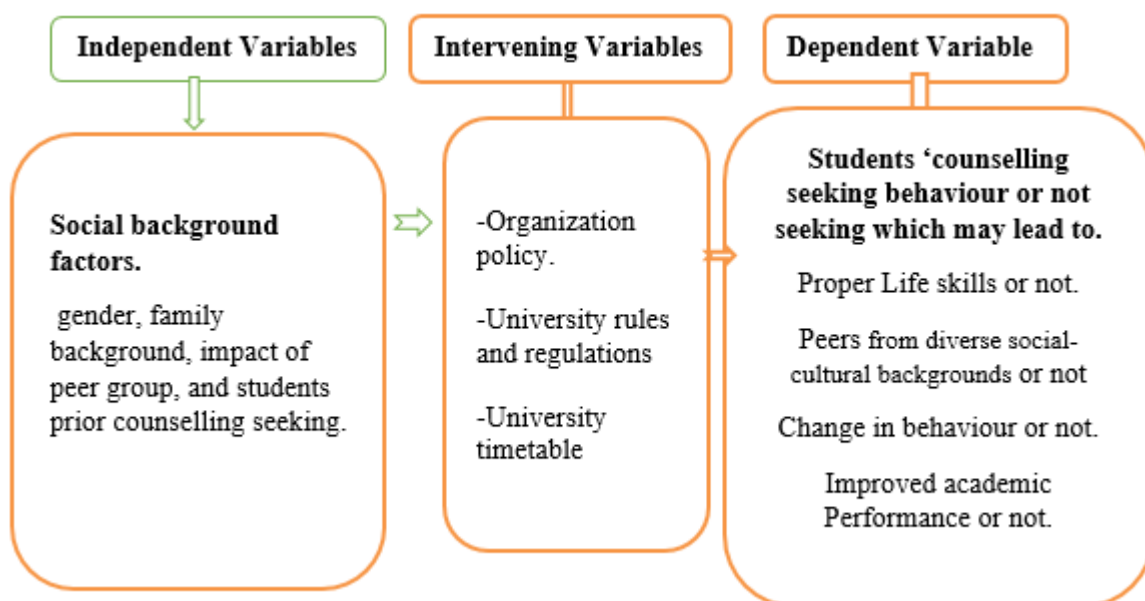 Independent Variables
Intervening Variables
Dependent Variable
Social background
factors.
gender, family
background, impact of
peer group, and students
prior counselling seeking.
-Organization
policy.
-University rules
and regulations
-University
timetable
Students ‘counselling
seeking behaviour or not
seeking which may lead to.
Proper Life skills or not.
Peers from diverse social-
cultural backgrounds or not
Change in behaviour or not.
Improved academic
Performance or not.